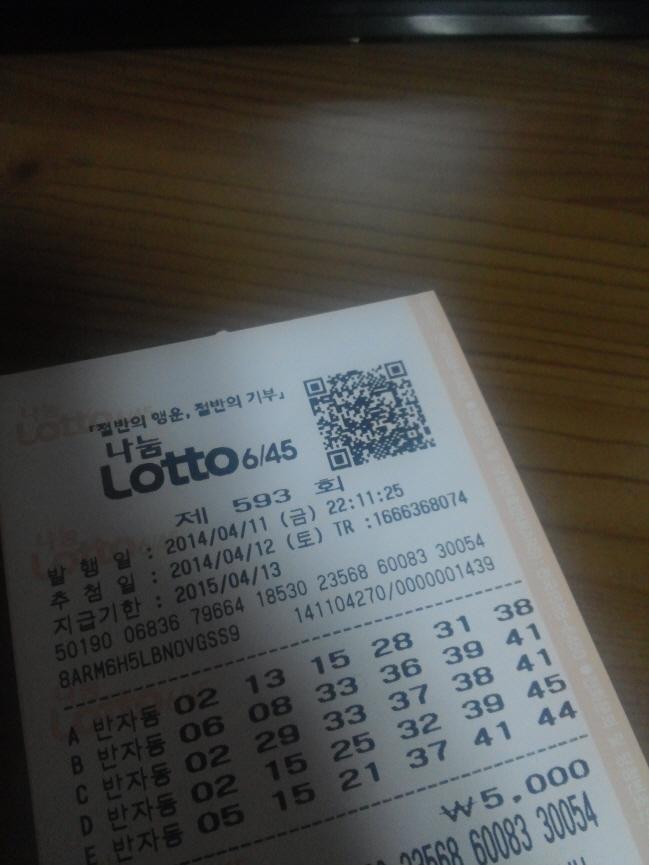 「절반의 행운, 절반의 기부」
나눔
Lotto 6/45
제 593 회
발 행 일 : 2014/04/11 (금) 22:11:25
추 첨 일 : 2014/04/12 (토) TR :1666368074
지급기한 : 2015/04/13
50190 06836 79664 18530 23568 60083 30054
8ARM6H5LBNOVGSS9 141104270/0000001439
A 반자동 02 13 15 28 31 38
B 반자동 06 08 33 36 39 41
C 반자동 02 29 33 37 38 41
D 반자동 02 15 25 32 39 45
E 반자동 05 15 21 37 41 44
₩5,000
23568 60083 30054